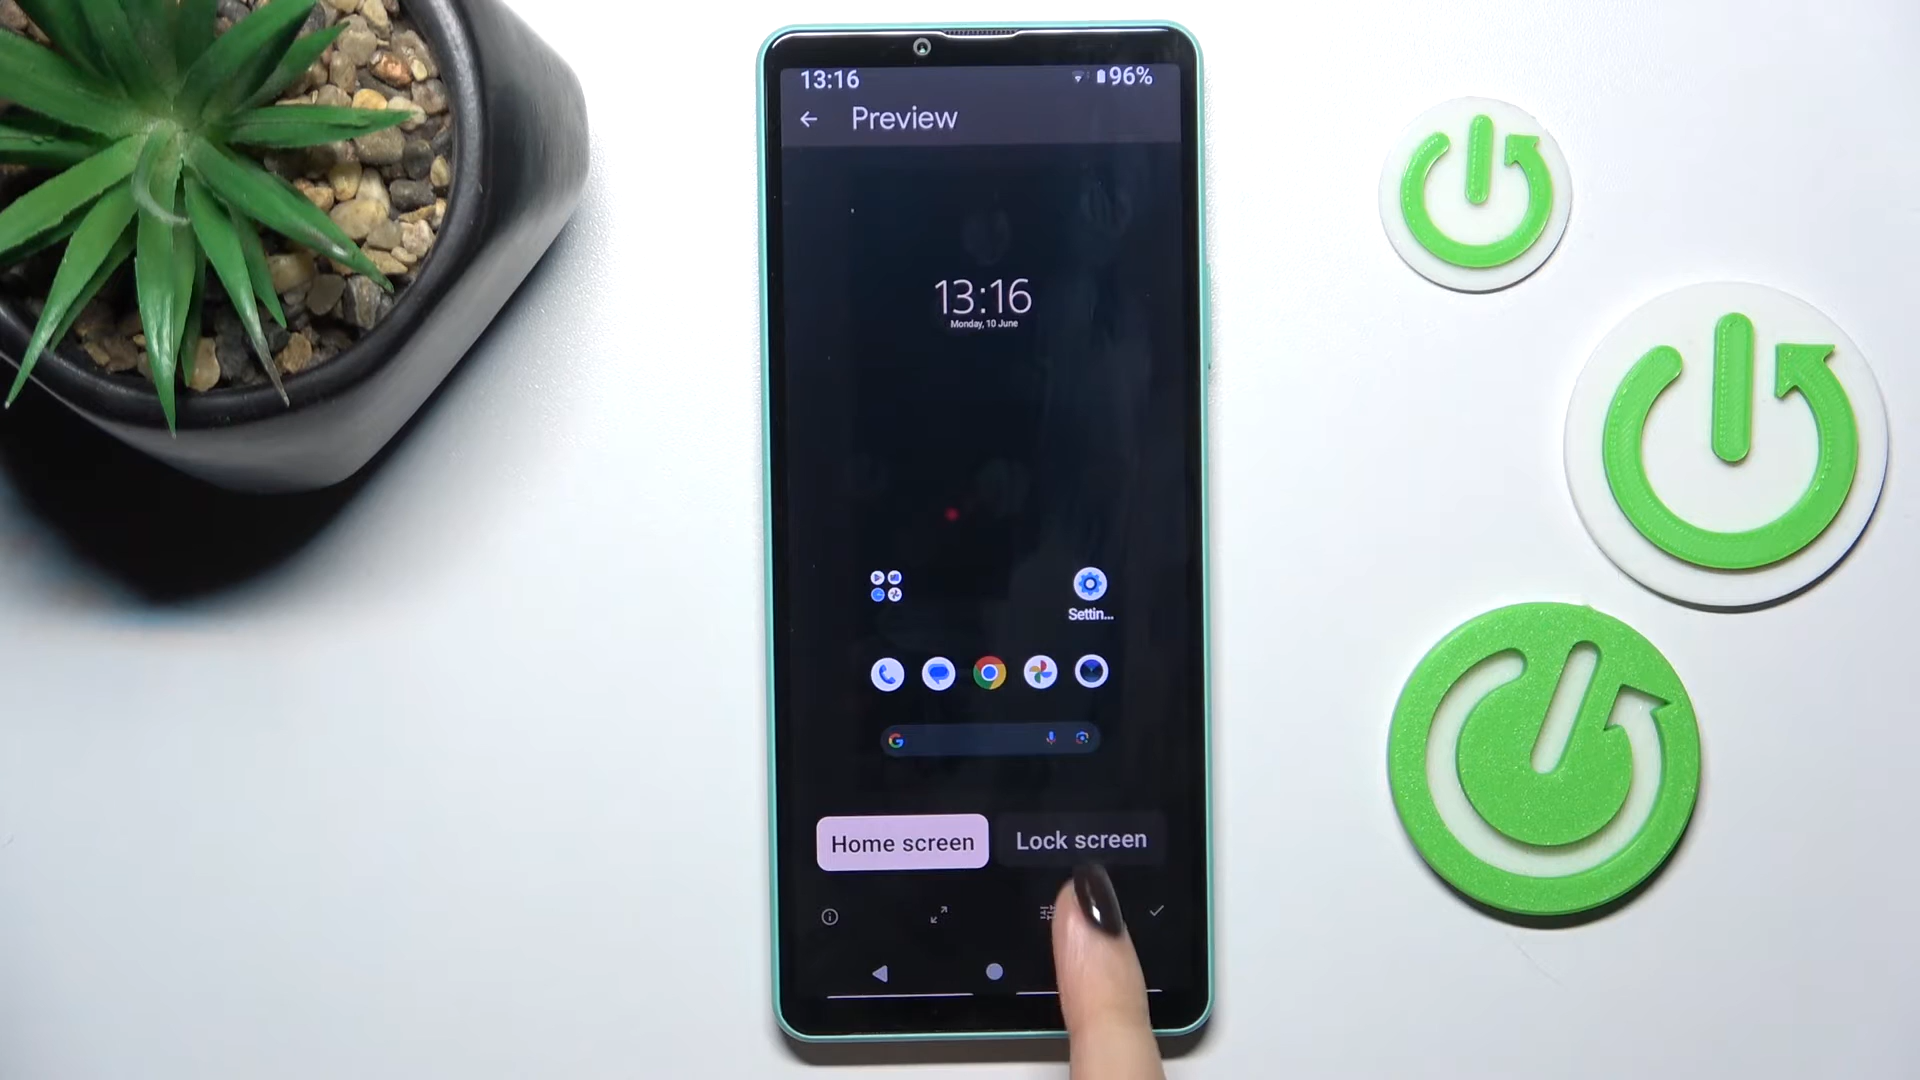 13:16
96%
Preview
13:16
Monday, 10 June
Settin...
Home screen
Lock screen